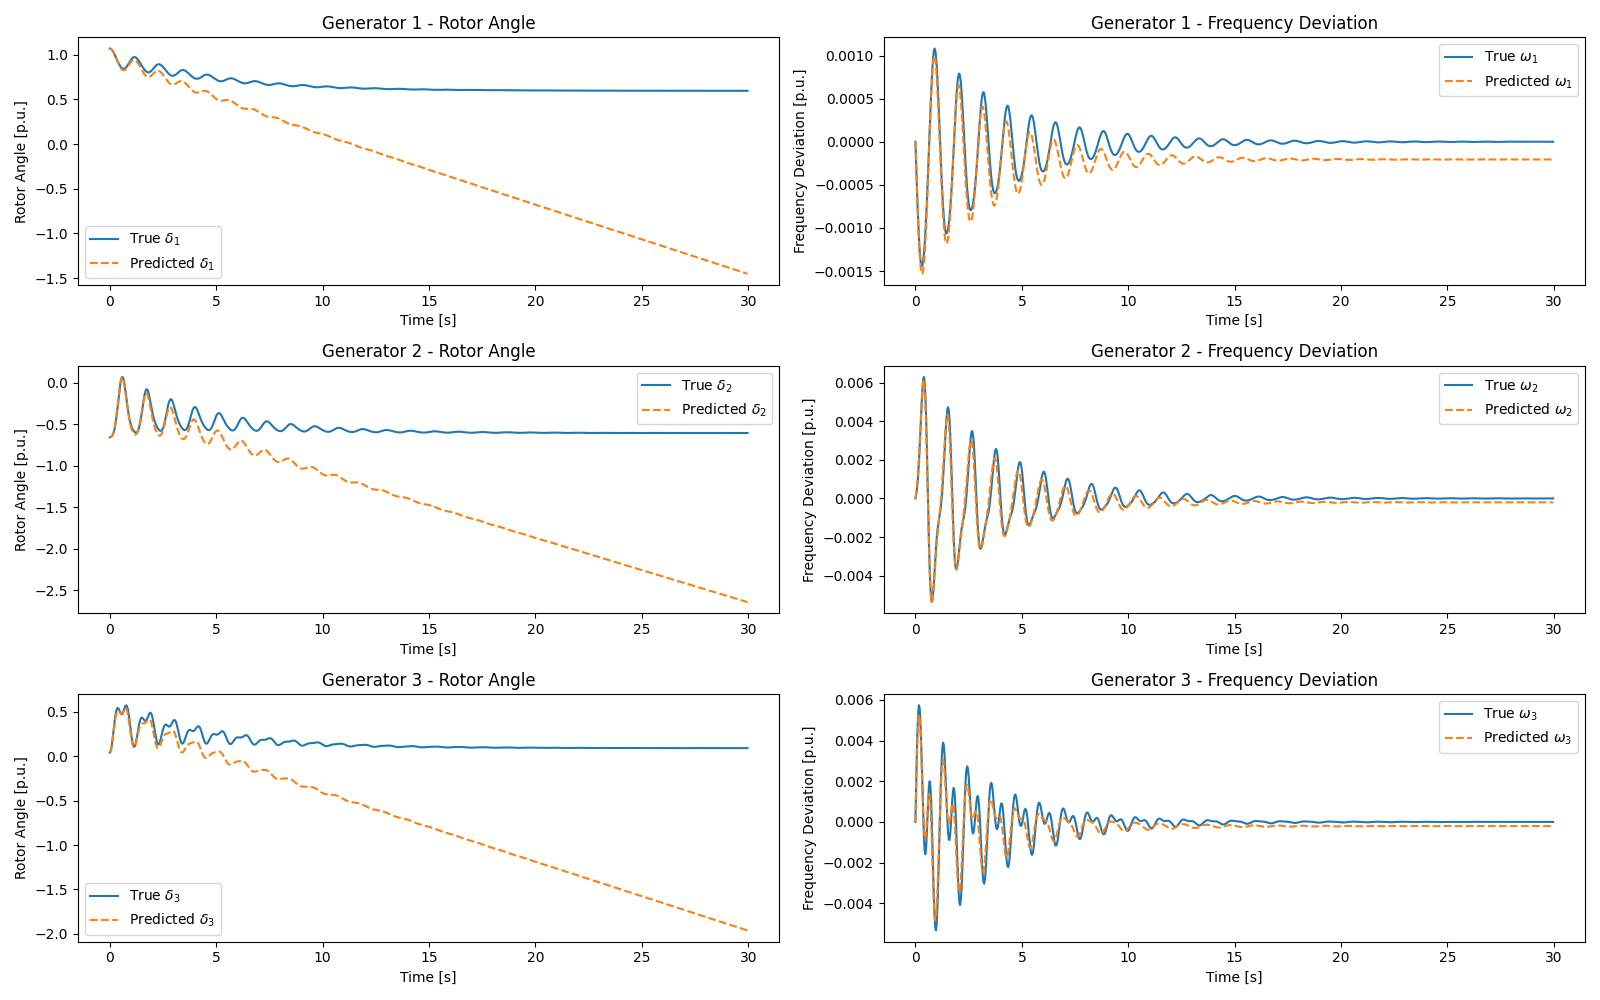 Generator 1 - Rotor Angle
Rotor Angle [p.u.]
1.0
0.5
0.0
−0.5
−1.0
−1.5
True δ1
Predicted δ1
0 5 10 15 20 25 30
Time [s]
Generator 1 - Frequency Deviation
Frequency Deviation [p.u.]
0.0010
0.0005
0.0000
−0.0005
−0.0010
−0.0015
True ω1
Predicted ω1
0 5 10 15 20 25 30
Time [s]
Generator 2 - Rotor Angle
Rotor Angle [p.u.]
0.0
−0.5
−1.0
−1.5
−2.0
−2.5
True δ2
Predicted δ2
0 5 10 15 20 25 30
Time [s]
Generator 2 - Frequency Deviation
Frequency Deviation [p.u.]
0.006
0.004
0.002
0.000
−0.002
−0.004
True ω2
Predicted ω2
0 5 10 15 20 25 30
Time [s]
Generator 3 - Rotor Angle
Rotor Angle [p.u.]
0.5
0.0
−0.5
−1.0
−1.5
−2.0
True δ3
Predicted δ3
0 5 10 15 20 25 30
Time [s]
Generator 3 - Frequency Deviation
Frequency Deviation [p.u.]
0.006
0.004
0.002
0.000
−0.002
−0.004
True ω3
Predicted ω3
0 5 10 15 20 25 30
Time [s]